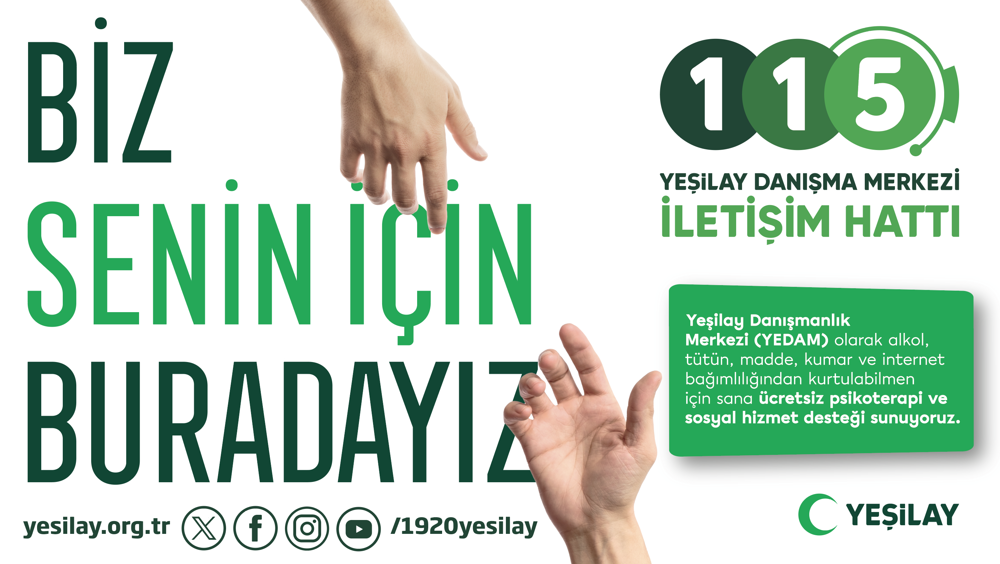 BİZ
SENİN İÇİN
BURADAYIZ
yesilay.org.tr /1920yesilay
115
YEŞİLAY DANIŞMA MERKEZİ
İLETİŞİM HATTI
Yeşilay Danışmanlık
Merkezi (YEDAM) olarak alkol,
tütün, madde, kumar ve internet
bağımlılığından kurtulabilmen
için sana ücretsiz psikoterapi ve
sosyal hizmet desteği sunuyoruz.
YEŞİLAY